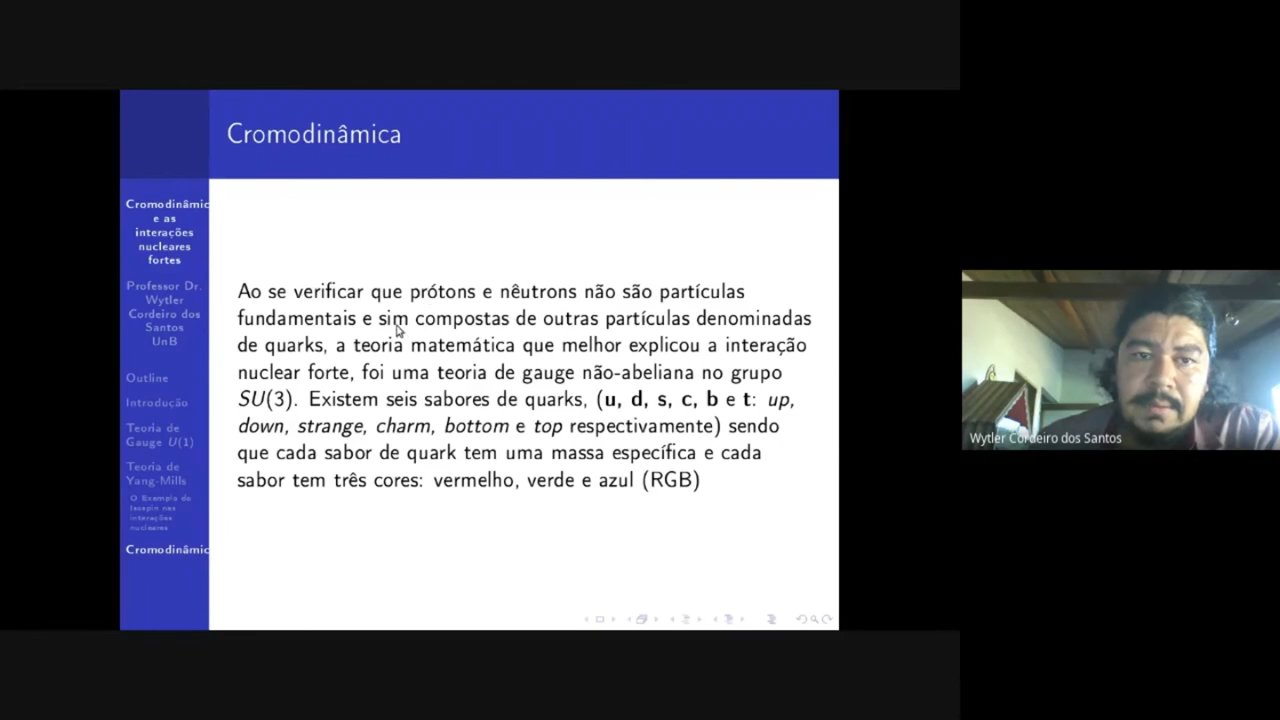 Cromodinâmica
Cromodinâmic
e as
interações
nucleares
fortes
Professor Dr.
Wytler
Cordeiro dos
Santos
UnB
Outline
Introdução
Teoria de
Gauge U(1)
Teoria de
Yang-Mills
O Exemplo do
Isospin nas
interações
nucleares
Cromodinâmic
Ao se verificar que prótons e nêutrons não são partículas
fundamentais e sim compostas de outras partículas denominadas
de quarks, a teoria matemática que melhor explicou a interação
nuclear forte, foi uma teoria de gauge não-abeliana no grupo
SU(3). Existem seis sabores de quarks, (u, d, s, c, b e t: up,
down, strange, charm, bottom e top respectivamente) sendo
que cada sabor de quark tem uma massa específica e cada
sabor tem três cores: vermelho, verde e azul (RGB)
Wytler Cordeiro dos Santos